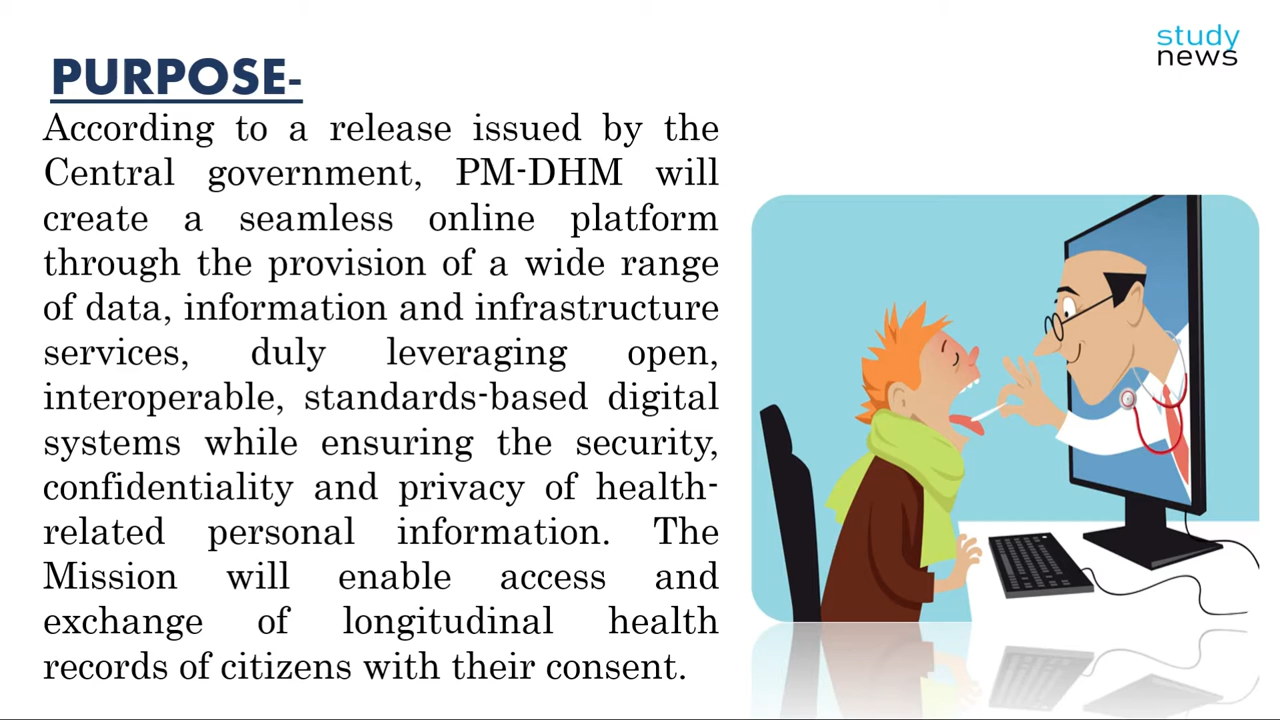 study
news
PURPOSE-
According to a release issued by the
Central government, PM-DHM will
create a seamless online platform
through the provision of a wide range
of data, information and infrastructure
services, duly leveraging open,
interoperable, standards-based digital
systems while ensuring the security,
confidentiality and privacy of health-
related personal information. The
Mission will enable access and
exchange of longitudinal health
records of citizens with their consent.